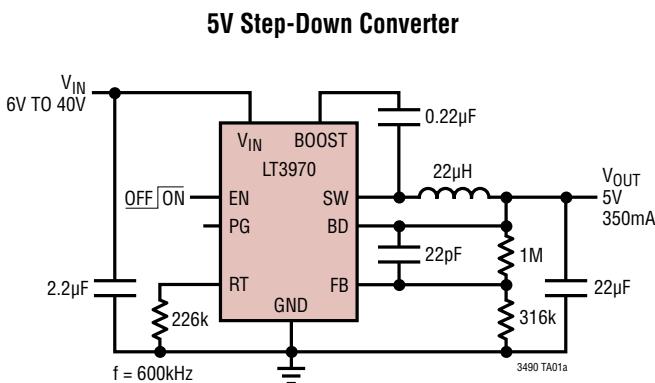 5V Step-Down Converter
VIN
6V TO 40V
VIN
BOOST
LT3970
0.22µF
OFF ON
EN
SW
22µH
VOUT
5V
350mA
PG
BD
22pF
1M
2.2µF
RT
FB
22µF
226k
GND
316k
f = 600kHz
3490 TA01a